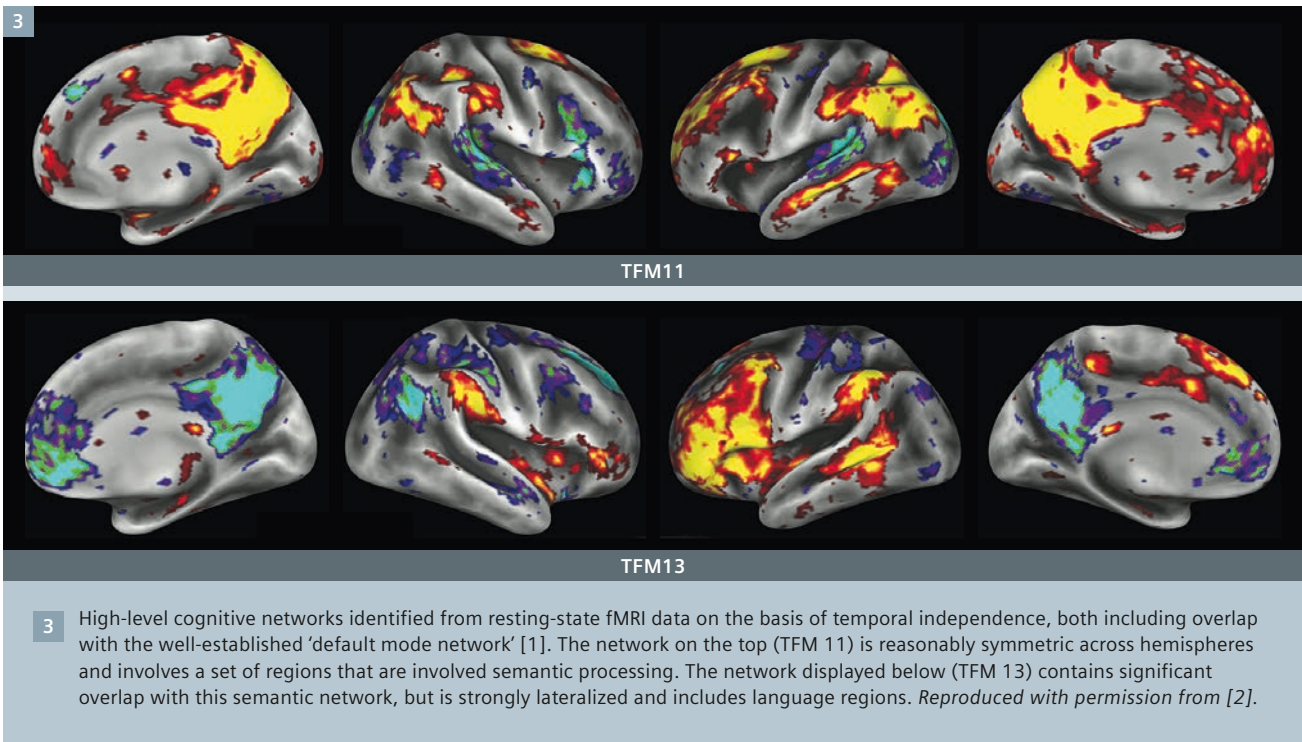 3
TFM11
TFM13
3
High-level cognitive networks identified from resting-state fMRI data on the basis of temporal independence, both including overlap
with the well-established ‘default mode network’ [1]. The network on the top (TFM 11) is reasonably symmetric across hemispheres
and involves a set of regions that are involved semantic processing. The network displayed below (TFM 13) contains significant
overlap with this semantic network, but is strongly lateralized and includes language regions. Reproduced with permission from [2].